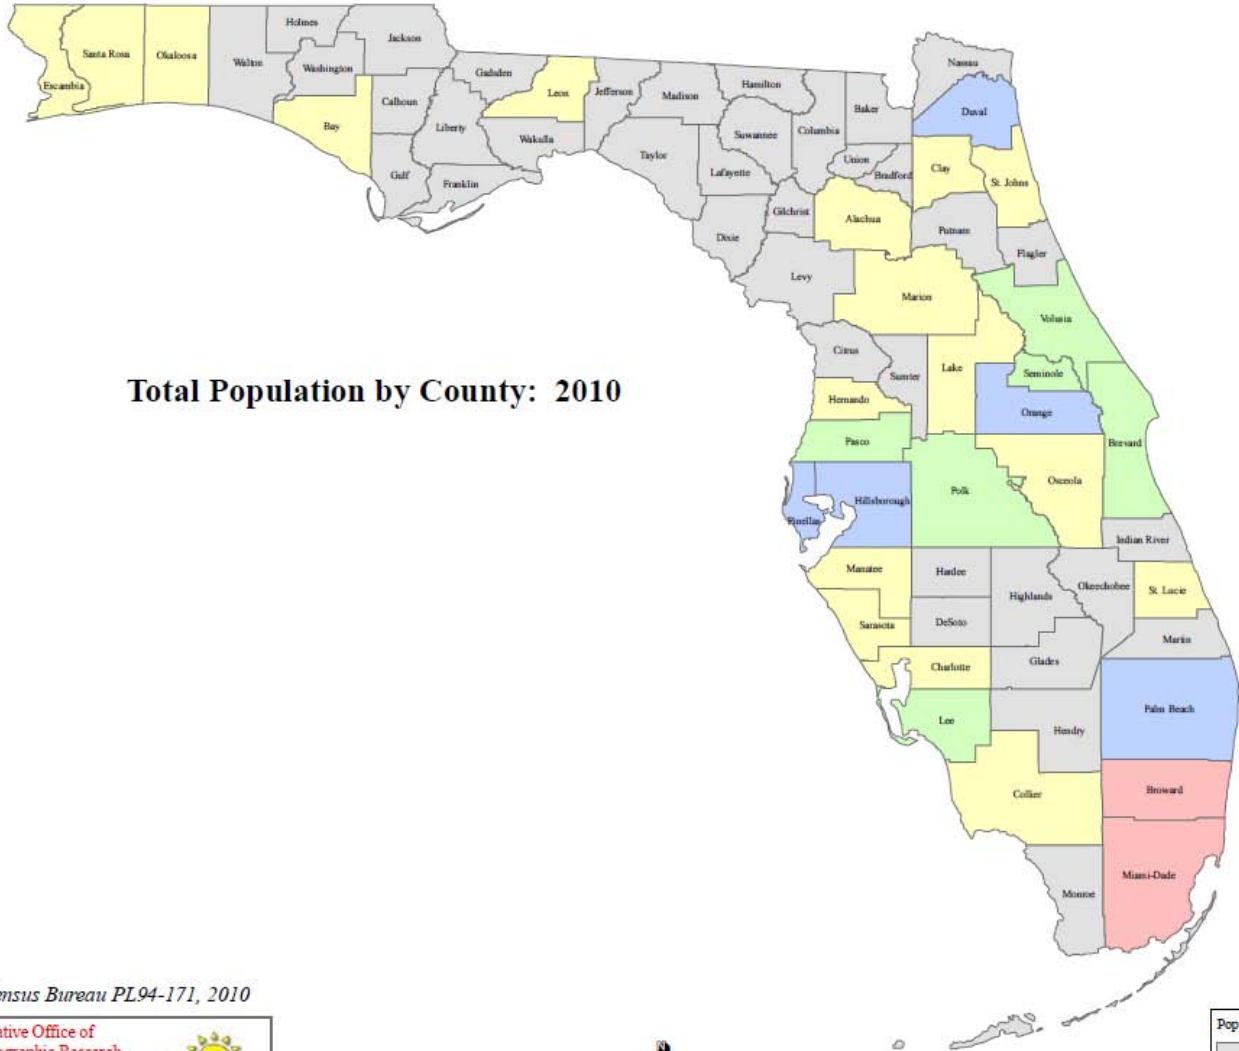 Holmes
Jackson
Santa Rosa
Okaloosa
Walton
Washington
Nassau
Gadsden
Escambia
Leon
Jefferson
Madison
Hamilton
Calhoun
Baker
Duval
Bay
Liberty
Wakulla
Suwannee
Columbia
Taylor
Union
Lafayette
Bradford
Clay
Gulf
Franklin
St. Johns
Gilchrist
Alachua
Dixie
Putnam
Flagler
Levy
Marion
Volusia
Citrus
Sumter
Lake
Seminole
Total Population by County: 2010
Hernando
Orange
Pasco
Brevard
Osceola
Polk
Hillsborough
Pinellas
Indian River
Manatee
Hardee
Highlands
Okeechobee
St. Lucie
Sarasota
DeSoto
Martin
Charlotte
Glades
Lee
Palm Beach
Hendry
Collier
Broward
Miami-Dade
Monroe
nsus Bureau PL94-171, 2010
ative Office of
Pop
N